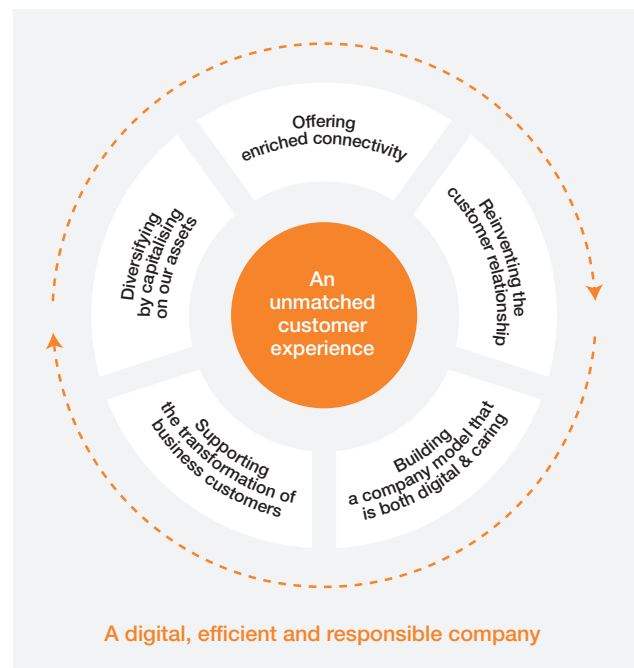 Offering
enriched connectivity
Reinventing the
customer relationship
Building
a company model that
is both digital & caring
Supporting
the transformation of
business customers
Diversifying
by capitalising
on our assets
An
unmatched
customer
experience
A digital, efficient and responsible company